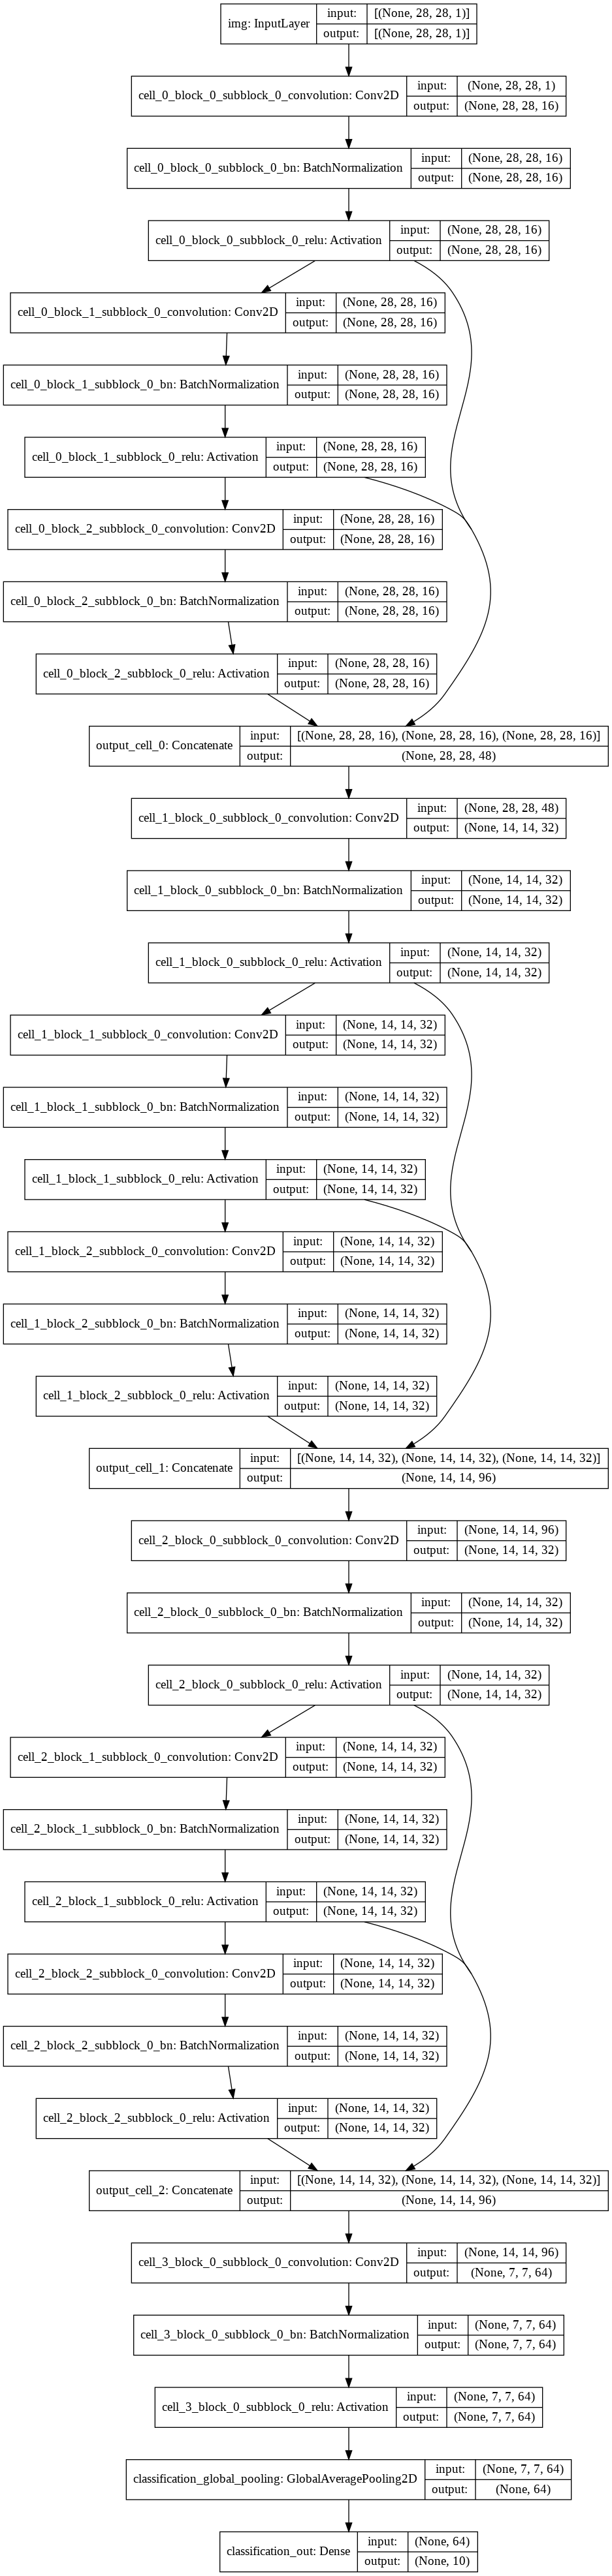 img: InputLayer
input: [(None, 28, 28, 1)]
output: [(None, 28, 28, 1)]
cell_0_block_0_subblock_0_convolution: Conv2D
input: (None, 28, 28, 1)
output: (None, 28, 28, 16)
cell_0_block_0_subblock_0_bn: BatchNormalization
input: (None, 28, 28, 16)
output: (None, 28, 28, 16)
cell_0_block_0_subblock_0_relu: Activation
input: (None, 28, 28, 16)
output: (None, 28, 28, 16)
cell_0_block_1_subblock_0_convolution: Conv2D
input: (None, 28, 28, 16)
output: (None, 28, 28, 16)
cell_0_block_1_subblock_0_bn: BatchNormalization
input: (None, 28, 28, 16)
output: (None, 28, 28, 16)
cell_0_block_1_subblock_0_relu: Activation
input: (None, 28, 28, 16)
output: (None, 28, 28, 16)
cell_0_block_2_subblock_0_convolution: Conv2D
input: (None, 28, 28, 16)
output: (None, 28, 28, 16)
cell_0_block_2_subblock_0_bn: BatchNormalization
input: (None, 28, 28, 16)
output: (None, 28, 28, 16)
cell_0_block_2_subblock_0_relu: Activation
input: (None, 28, 28, 16)
output: (None, 28, 28, 16)
output_cell_0: Concatenate
input: [(None, 28, 28, 16), (None, 28, 28, 16), (None, 28, 28, 16)]
output: (None, 28, 28, 48)
cell_1_block_0_subblock_0_convolution: Conv2D
input: (None, 28, 28, 48)
output: (None, 14, 14, 32)
cell_1_block_0_subblock_0_bn: BatchNormalization
input: (None, 14, 14, 32)
output: (None, 14, 14, 32)
cell_1_block_0_subblock_0_relu: Activation
input: (None, 14, 14, 32)
output: (None, 14, 14, 32)
cell_1_block_1_subblock_0_convolution: Conv2D
input: (None, 14, 14, 32)
output: (None, 14, 14, 32)
cell_1_block_1_subblock_0_bn: BatchNormalization
input: (None, 14, 14, 32)
output: (None, 14, 14, 32)
cell_1_block_1_subblock_0_relu: Activation
input: (None, 14, 14, 32)
output: (None, 14, 14, 32)
cell_1_block_2_subblock_0_convolution: Conv2D
input: (None, 14, 14, 32)
output: (None, 14, 14, 32)
cell_1_block_2_subblock_0_bn: BatchNormalization
input: (None, 14, 14, 32)
output: (None, 14, 14, 32)
cell_1_block_2_subblock_0_relu: Activation
input: (None, 14, 14, 32)
output: (None, 14, 14, 32)
output_cell_1: Concatenate
input: [(None, 14, 14, 32), (None, 14, 14, 32), (None, 14, 14, 32)]
output: (None, 14, 14, 96)
cell_2_block_0_subblock_0_convolution: Conv2D
input: (None, 14, 14, 96)
output: (None, 14, 14, 32)
cell_2_block_0_subblock_0_bn: BatchNormalization
input: (None, 14, 14, 32)
output: (None, 14, 14, 32)
cell_2_block_0_subblock_0_relu: Activation
input: (None, 14, 14, 32)
output: (None, 14, 14, 32)
cell_2_block_1_subblock_0_convolution: Conv2D
input: (None, 14, 14, 32)
output: (None, 14, 14, 32)
cell_2_block_1_subblock_0_bn: BatchNormalization
input: (None, 14, 14, 32)
output: (None, 14, 14, 32)
cell_2_block_1_subblock_0_relu: Activation
input: (None, 14, 14, 32)
output: (None, 14, 14, 32)
cell_2_block_2_subblock_0_convolution: Conv2D
input: (None, 14, 14, 32)
output: (None, 14, 14, 32)
cell_2_block_2_subblock_0_bn: BatchNormalization
input: (None, 14, 14, 32)
output: (None, 14, 14, 32)
cell_2_block_2_subblock_0_relu: Activation
input: (None, 14, 14, 32)
output: (None, 14, 14, 32)
output_cell_2: Concatenate
input: [(None, 14, 14, 32), (None, 14, 14, 32), (None, 14, 14, 32)]
output: (None, 14, 14, 96)
cell_3_block_0_subblock_0_convolution: Conv2D
input: (None, 14, 14, 96)
output: (None, 7, 7, 64)
cell_3_block_0_subblock_0_bn: BatchNormalization
input: (None, 7, 7, 64)
output: (None, 7, 7, 64)
cell_3_block_0_subblock_0_relu: Activation
input: (None, 7, 7, 64)
output: (None, 7, 7, 64)
classification_global_pooling: GlobalAveragePooling2D
input: (None, 7, 7, 64)
output: (None, 64)
classification_out: Dense
input: (None, 64)
output: (None, 10)